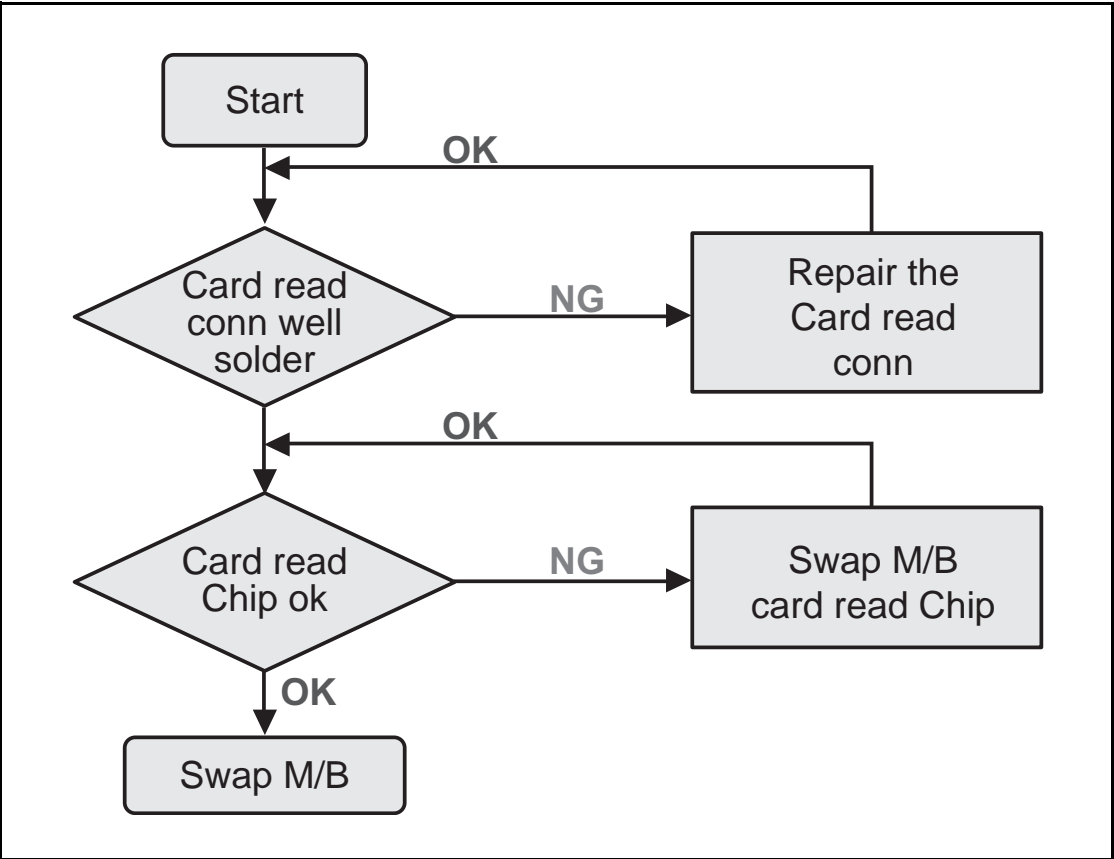 Start
OK
Card read
conn well
solder
NG
Repair the
Card read
conn
OK
Card read
Chip ok
NG
Swap M/B
card read Chip
OK
Swap M/B